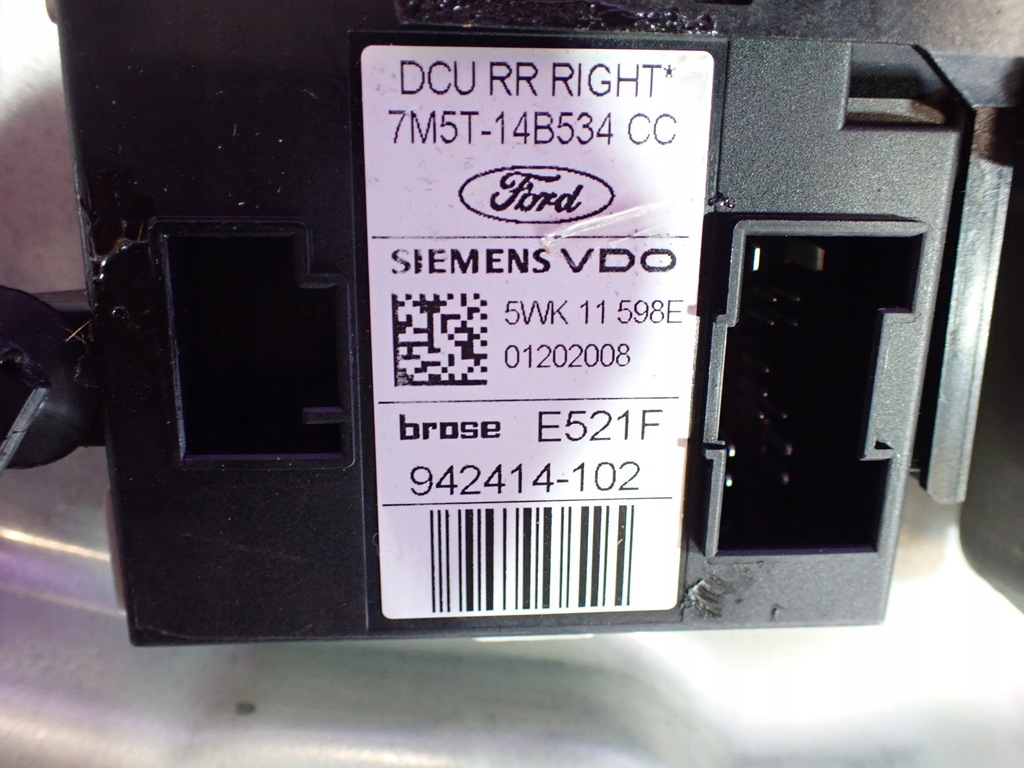 DCU RR RIGHT*
7M5T-14B534 CC
Ford
SIEMENS VDO
5WK 11 598E
01202008
brose E521F
942414-102